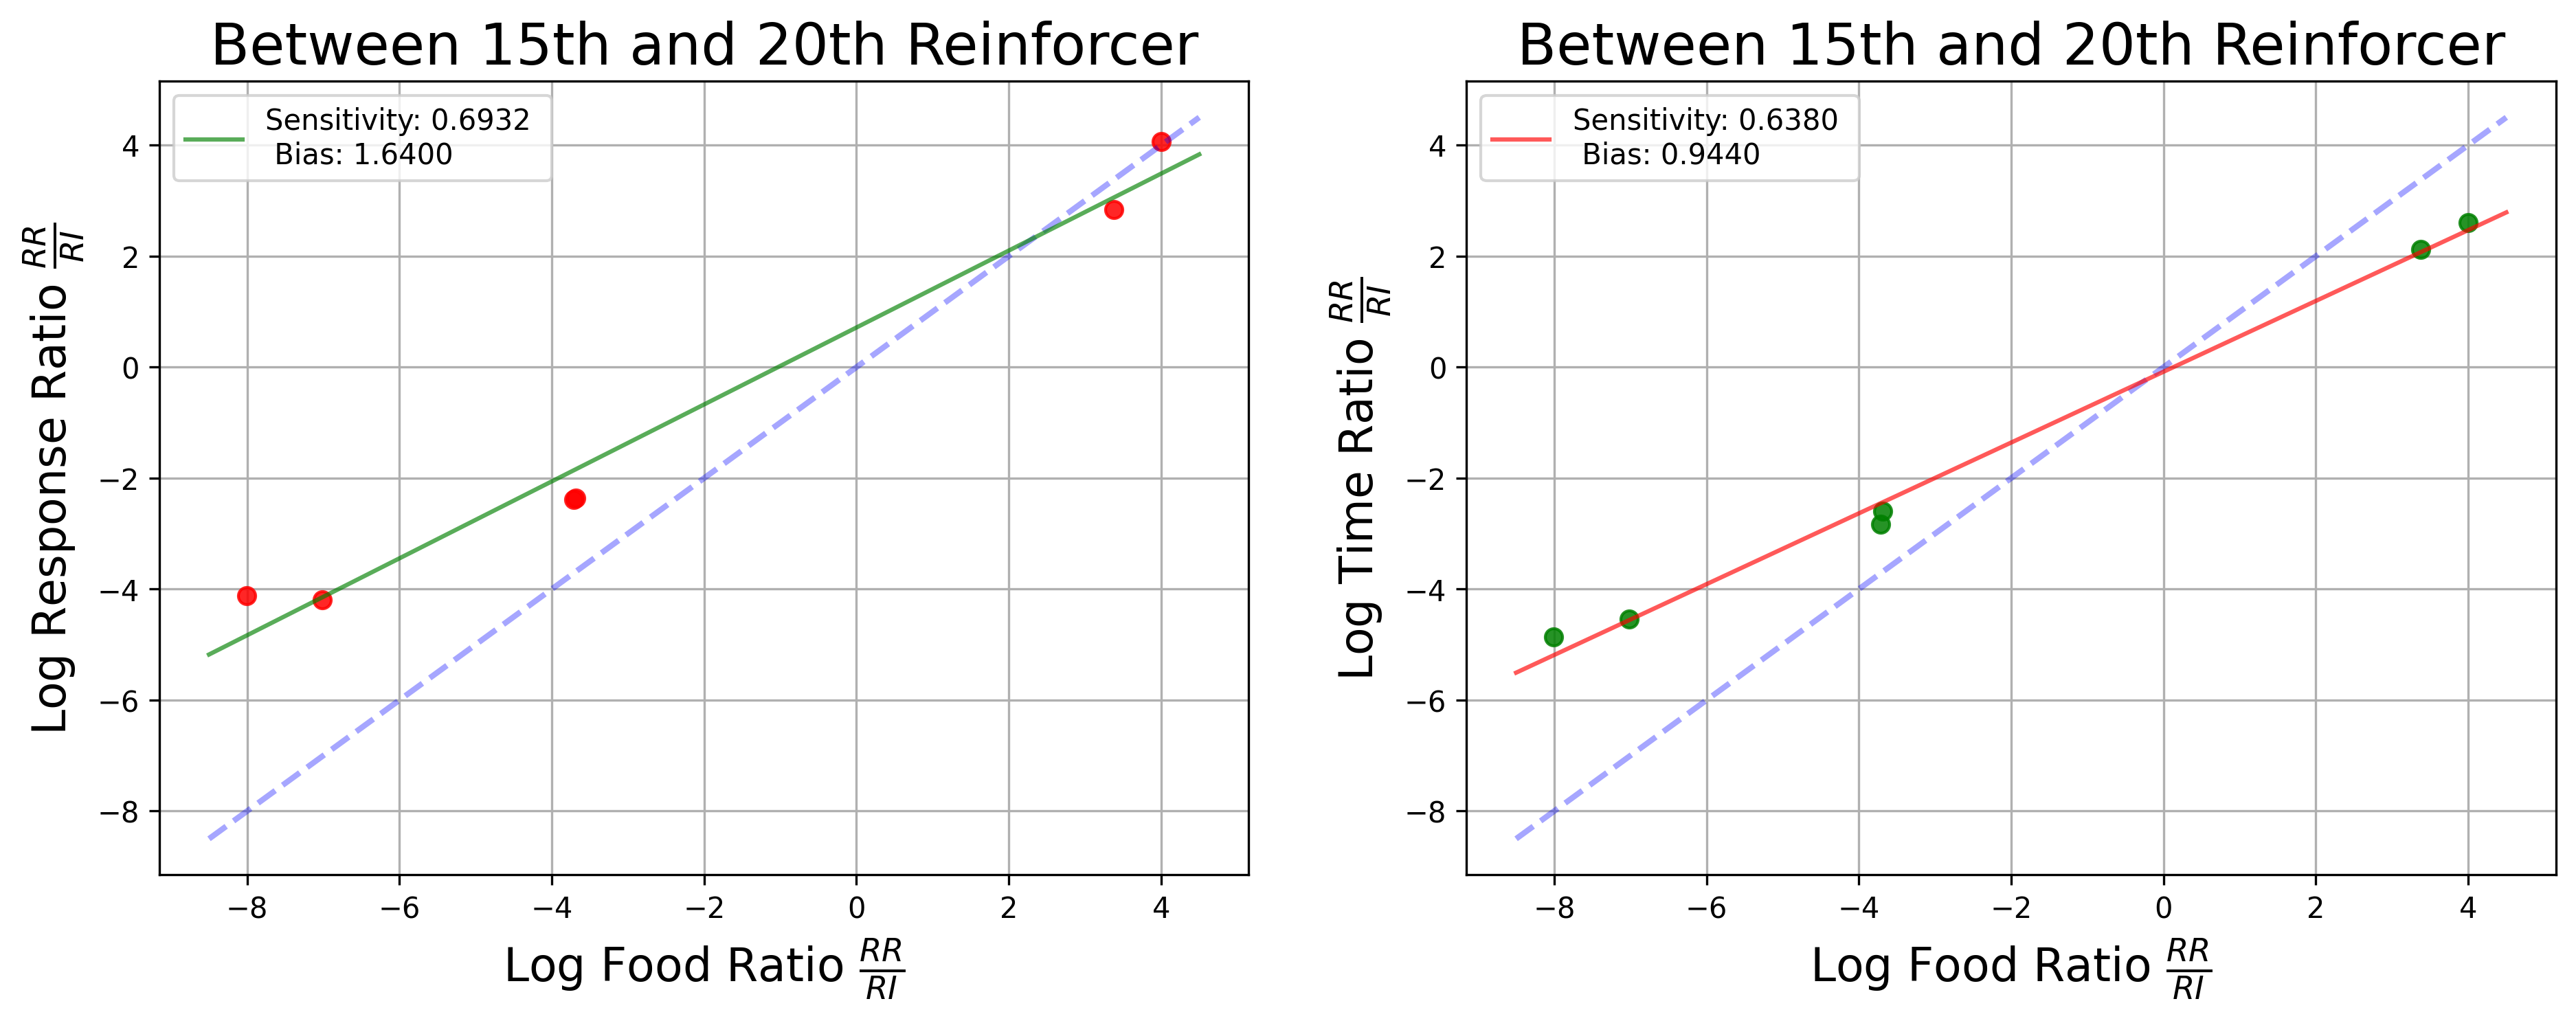 Between 15th and 20th Reinforcer
Sensitivity: 0.6932
Bias: 1.6400
Log Response Ratio RR/RI
4
2
0
−2
−4
−6
−8
−8 −6 −4 −2 0 2 4
Log Food Ratio RR/RI
Between 15th and 20th Reinforcer
Sensitivity: 0.6380
Bias: 0.9440
Log Time Ratio RR/RI
4
2
0
−2
−4
−6
−8
−8 −6 −4 −2 0 2 4
Log Food Ratio RR/RI